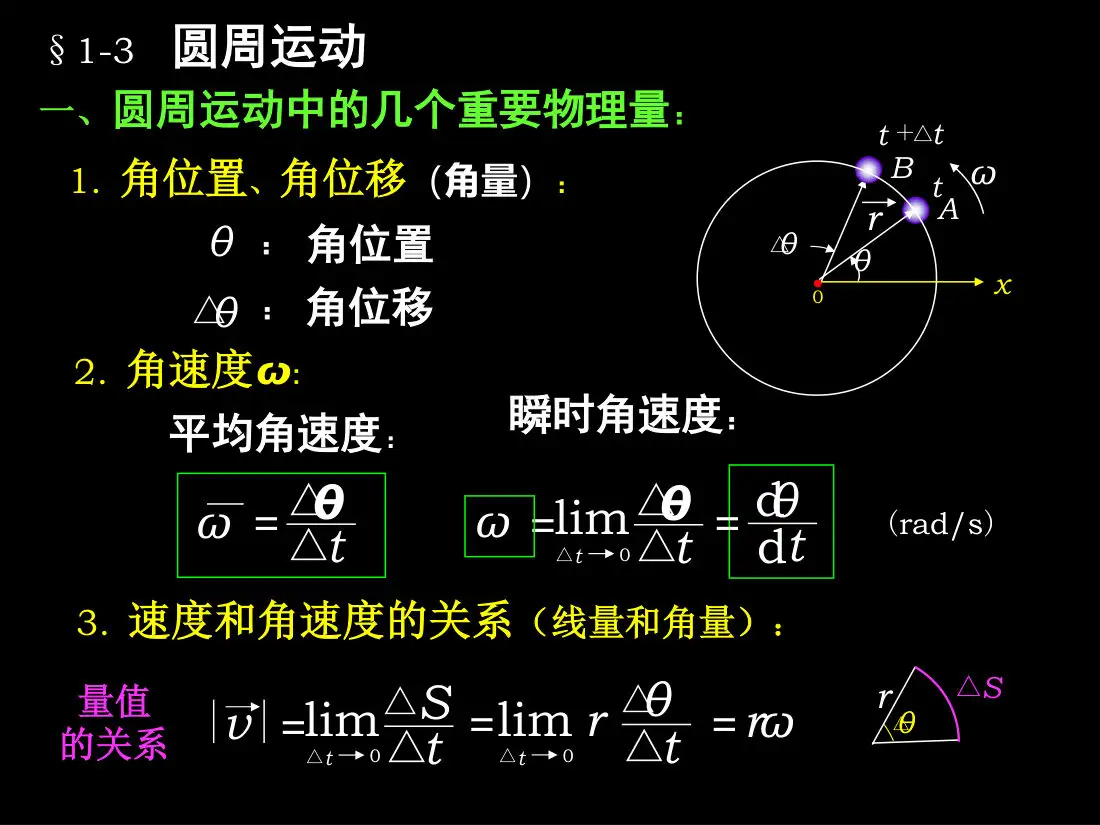 §1-3 圆周运动
一、圆周运动中的几个重要物理量：
1. 角位置、角位移（角量）：
θ ： 角位置
△θ ： 角位移
t+△t
B
ω
t
A
r
△θ
θ
0
x
2. 角速度ω:
平均角速度：
瞬时角速度：
ω̅ = △θ/△t
ω = lim △t→0 △θ/△t = dθ/dt (rad/s)
3. 速度和角速度的关系（线量和角量）：
量值
的关系
|v⃗| = lim △t→0 △S/△t = lim △t→0 r △θ/△t = rω
r
△θ
△S